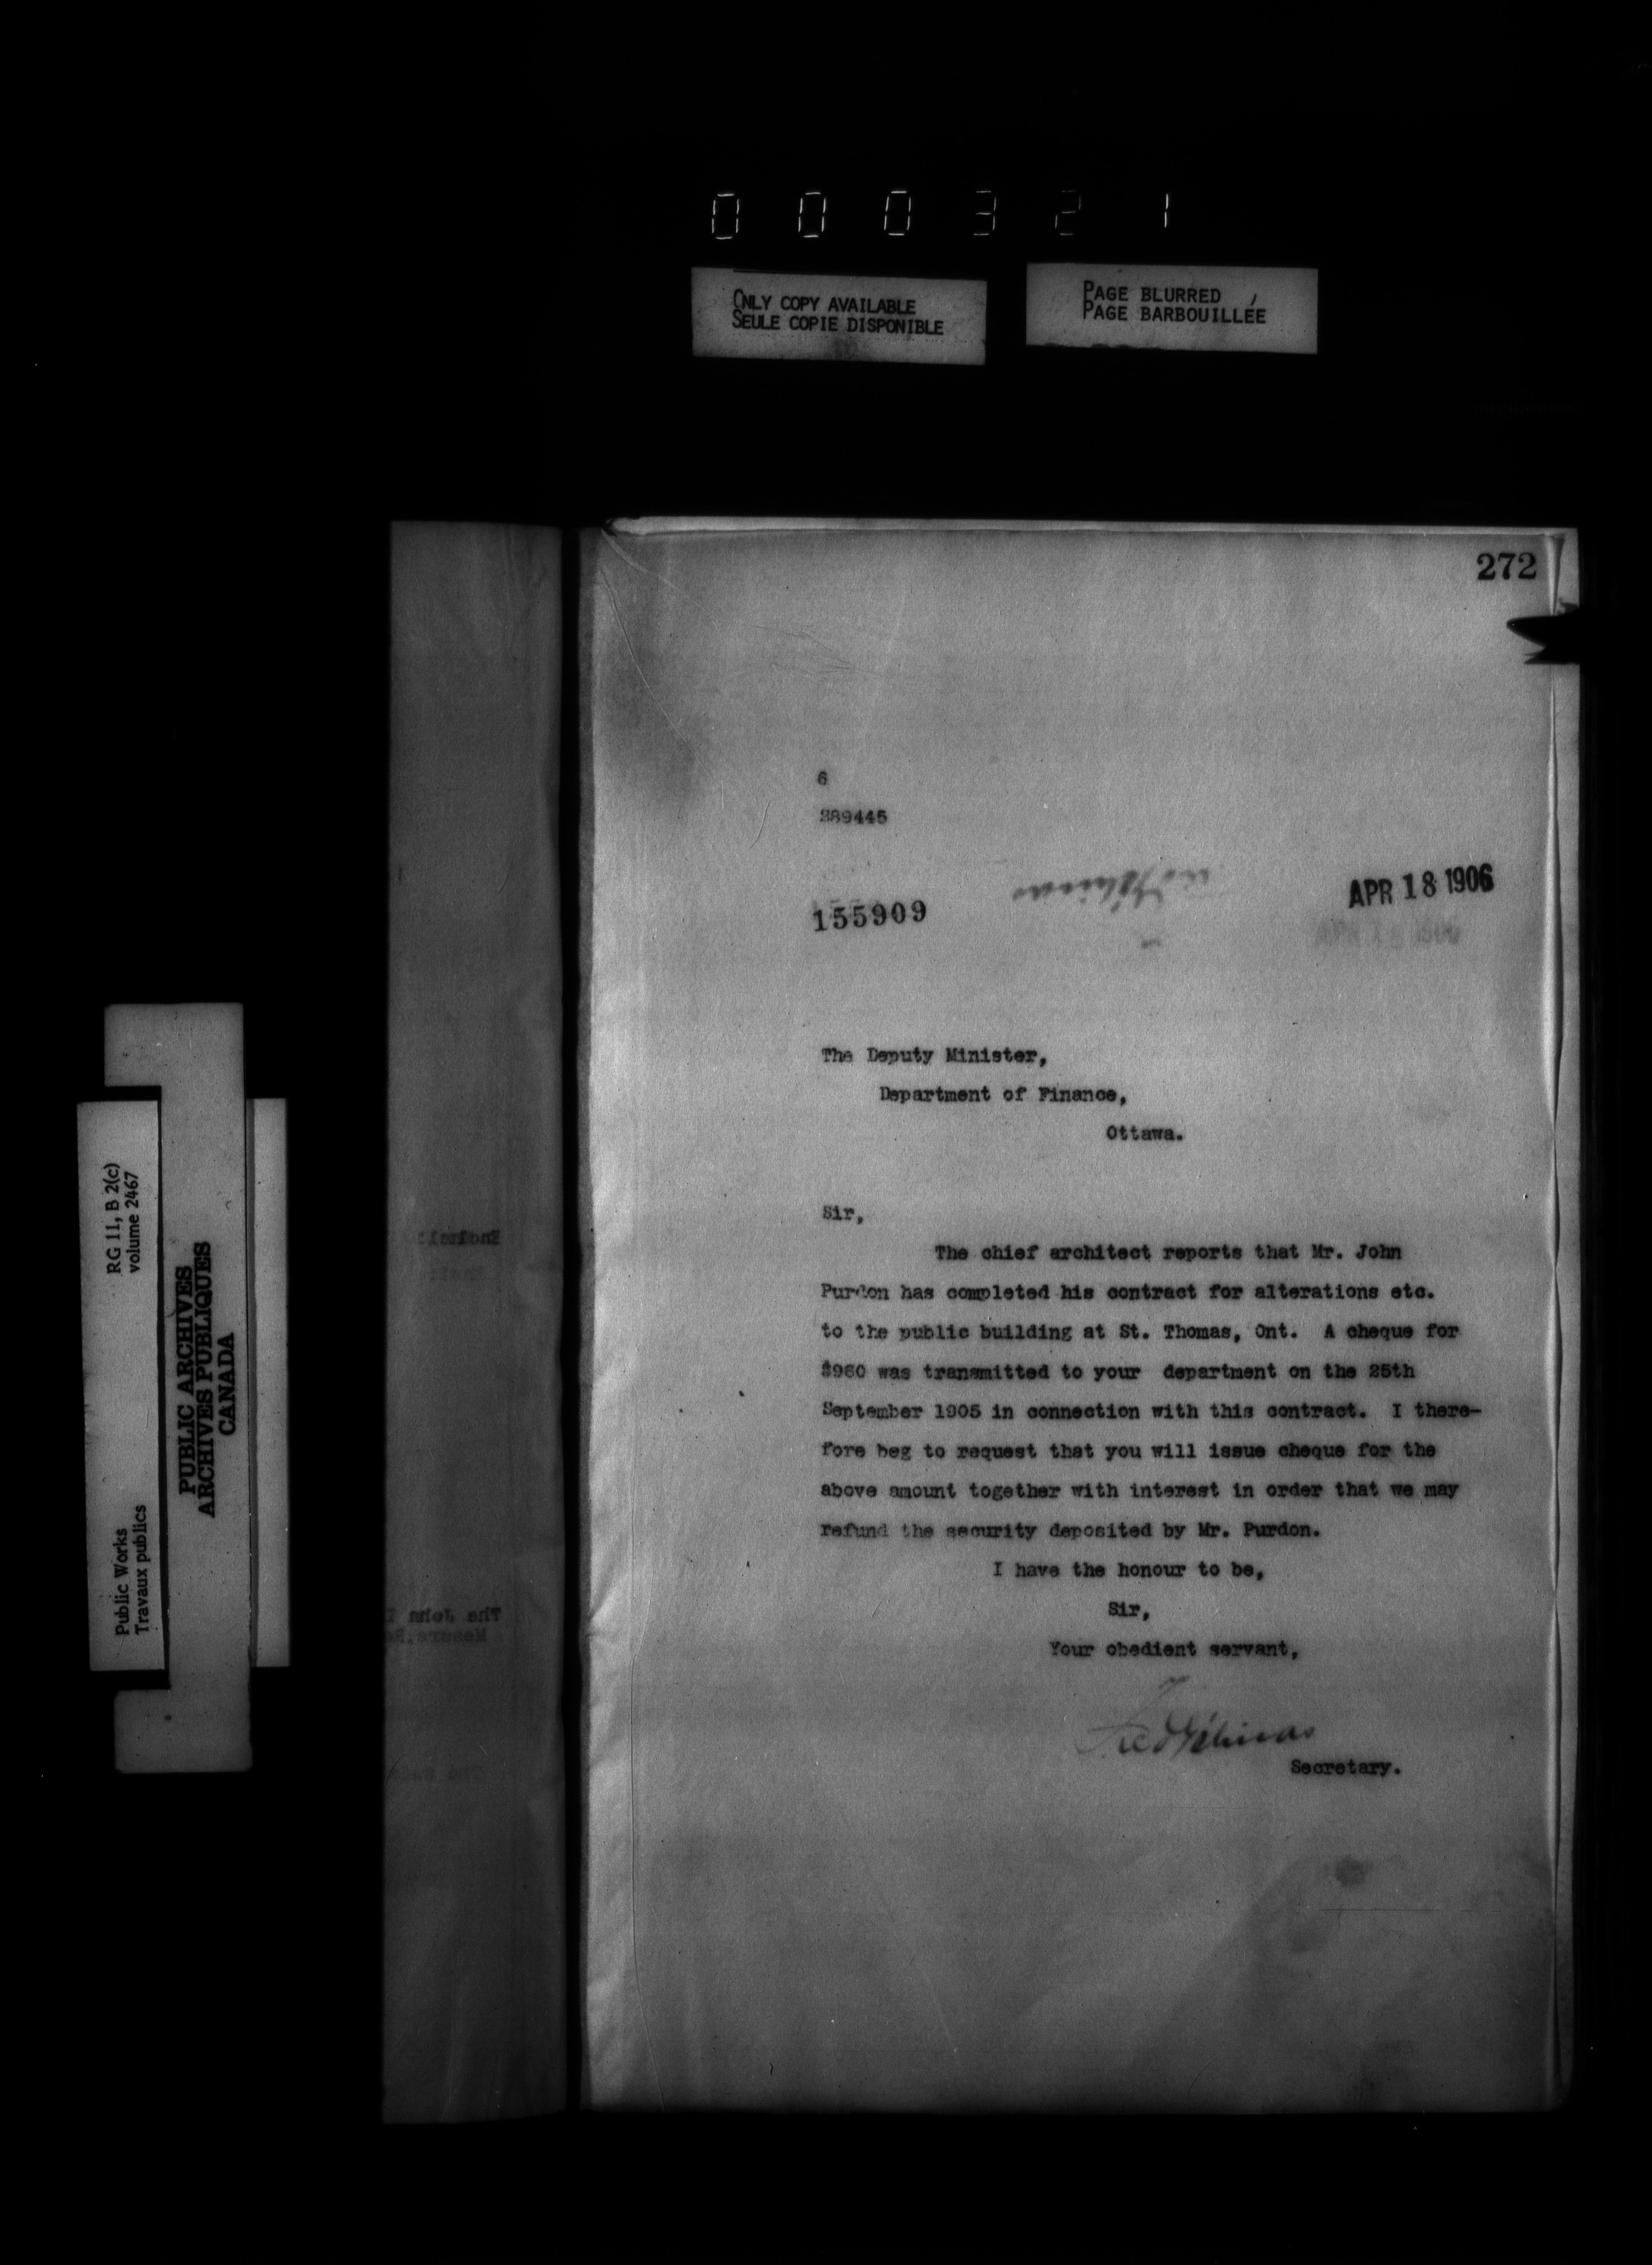 000321
ONLY COPY AVAILABLE
SEULE COPIE DISPONIBLE
PAGE BLURRED
PAGE BARBOUILLÉE
272
6
389445
155909
APR 18 1906
The Deputy Minister,
Department of Finance,
Ottawa.
Sir,
The chief architect reports that Mr. John
Purdon has completed his contract for alterations etc.
to the public building at St. Thomas, Ont. A cheque for
$960 was transmitted to your department on the 25th
September 1905 in connection with this contract. I there-
fore beg to request that you will issue cheque for the
above amount together with interest in order that we may
refund the security deposited by Mr. Purdon.
I have the honour to be,
Sir,
Your obedient servant,
Fred Gélinas
Secretary.
RG 11, B 2(c)
volume 2467
Public Works
Travaux publics
PUBLIC ARCHIVES
ARCHIVES PUBLIQUES
CANADA